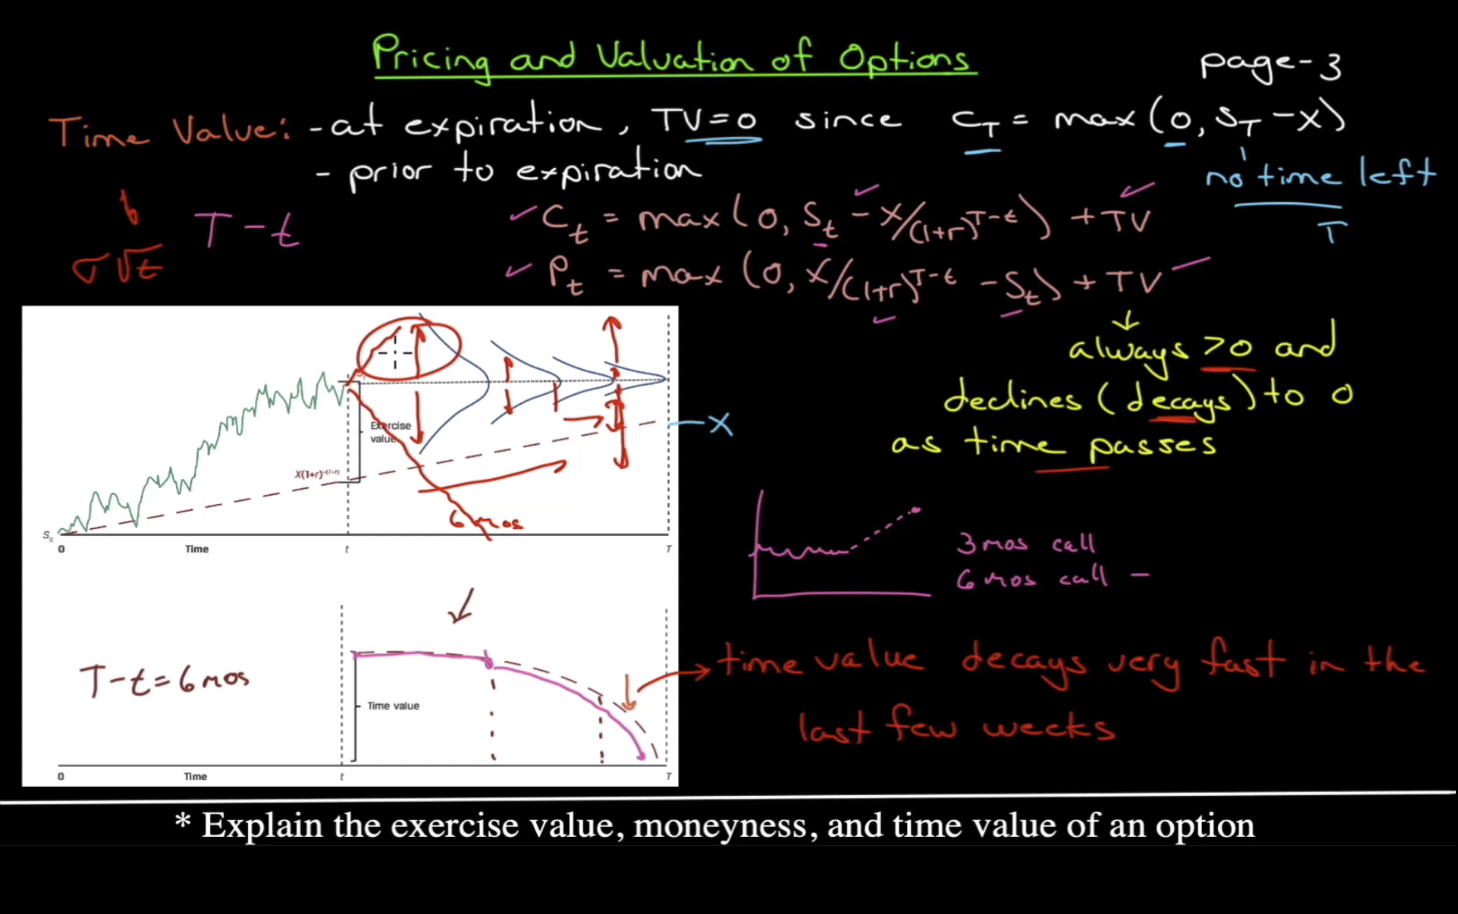 Pricing and Valuation of Options
page-3
Time Value: - at expiration, TV=0 since C_T = max(0, S_T - X)
- prior to expiration
no time left
T
σ√t
T-t
C_t = max(0, S_t - X/(1+r)^T-t) + TV
P_t = max(0, X/(1+r)^T-t - S_t) + TV
always >0 and
declines (decays) to 0
as time passes
Exercise
value
X(1+r)^-(T-t)
X
6 mos
S₀
0 Time t T
3 mos call
6 mos call -
T-t=6 mos
Time value
time value decays very fast in the
last few weeks
0 Time t T
* Explain the exercise value, moneyness, and time value of an option